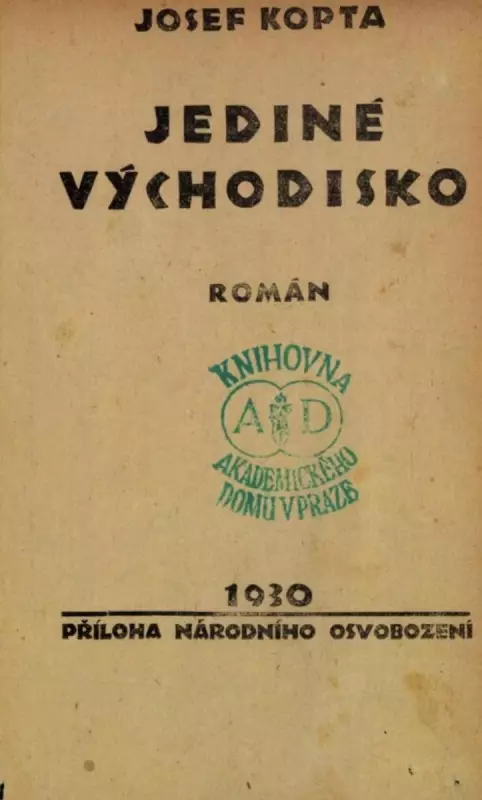 JOSEF KOPTA
JEDINÉ
VÝCHODISKO
ROMÁN
KNIHOVNA
A D
AKADEMICKÉHO
DOMU V PRAZE
1930
PŘÍLOHA NÁRODNÍHO OSVOBOZENÍ